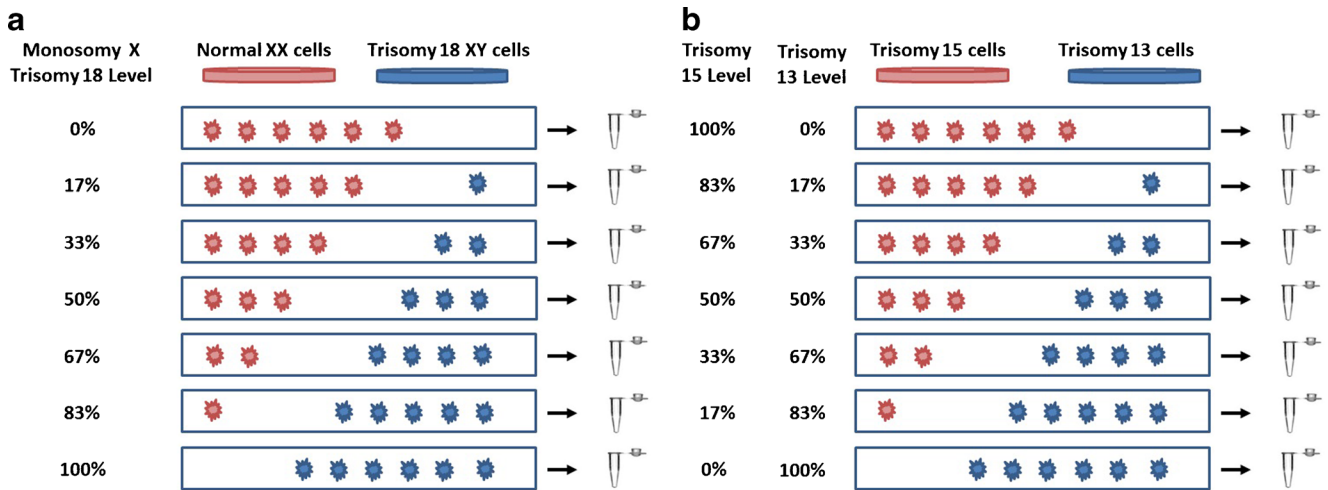 a
Monosomy X
Trisomy 18 Level
Normal XX cells
Trisomy 18 XY cells
0%
17%
33%
50%
67%
83%
100%
b
Trisomy
15 Level
Trisomy
13 Level
Trisomy 15 cells
Trisomy 13 cells
100% 0%
83% 17%
67% 33%
50% 50%
33% 67%
17% 83%
0% 100%